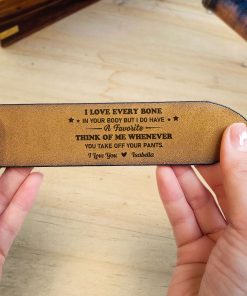 I LOVE EVERY BONE
IN YOUR BODY BUT I DO HAVE
A Favorite
THINK OF ME WHENEVER
YOU TAKE OFF YOUR PANTS.
I Love You ♥ Isabella